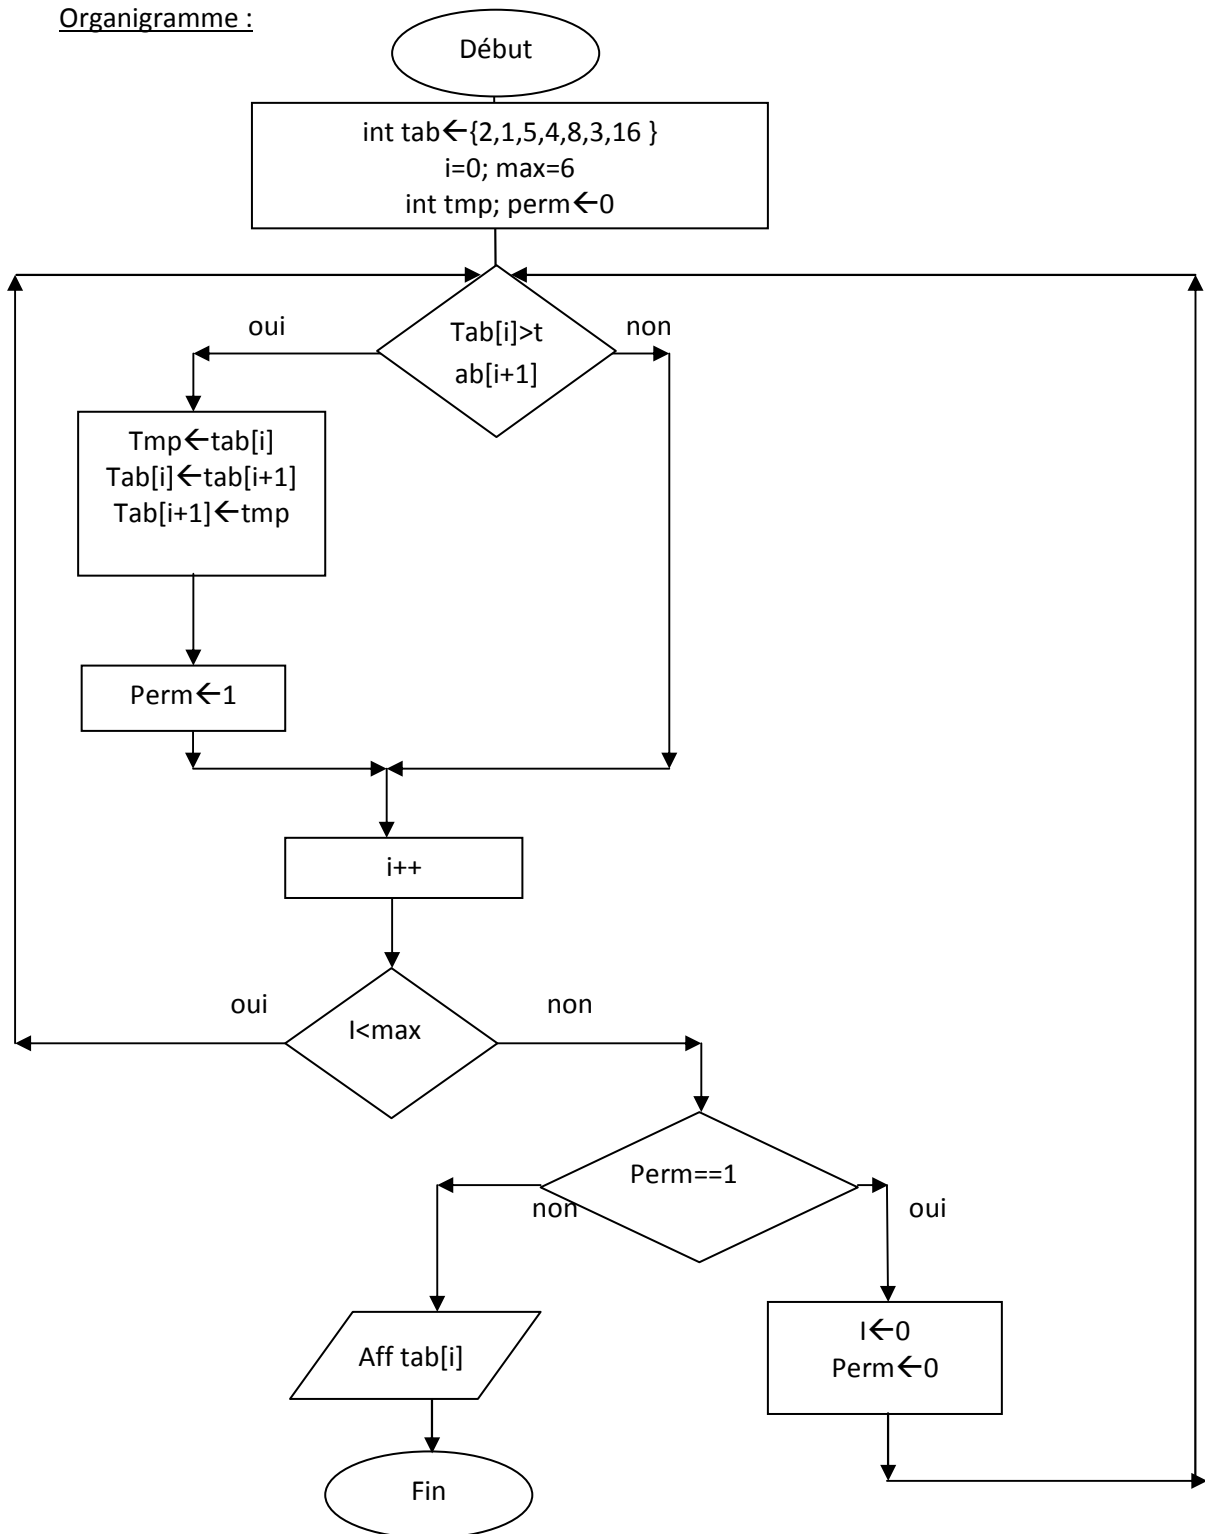 Organigramme :
Début
int tab←{2,1,5,4,8,3,16 }
i=0; max=6
int tmp; perm←0
oui
Tab[i]>t
ab[i+1]
non
Tmp←tab[i]
Tab[i]←tab[i+1]
Tab[i+1]←tmp
Perm←1
i++
oui
I<max
non
Perm==1
non
oui
Aff tab[i]
I←0
Perm←0
Fin